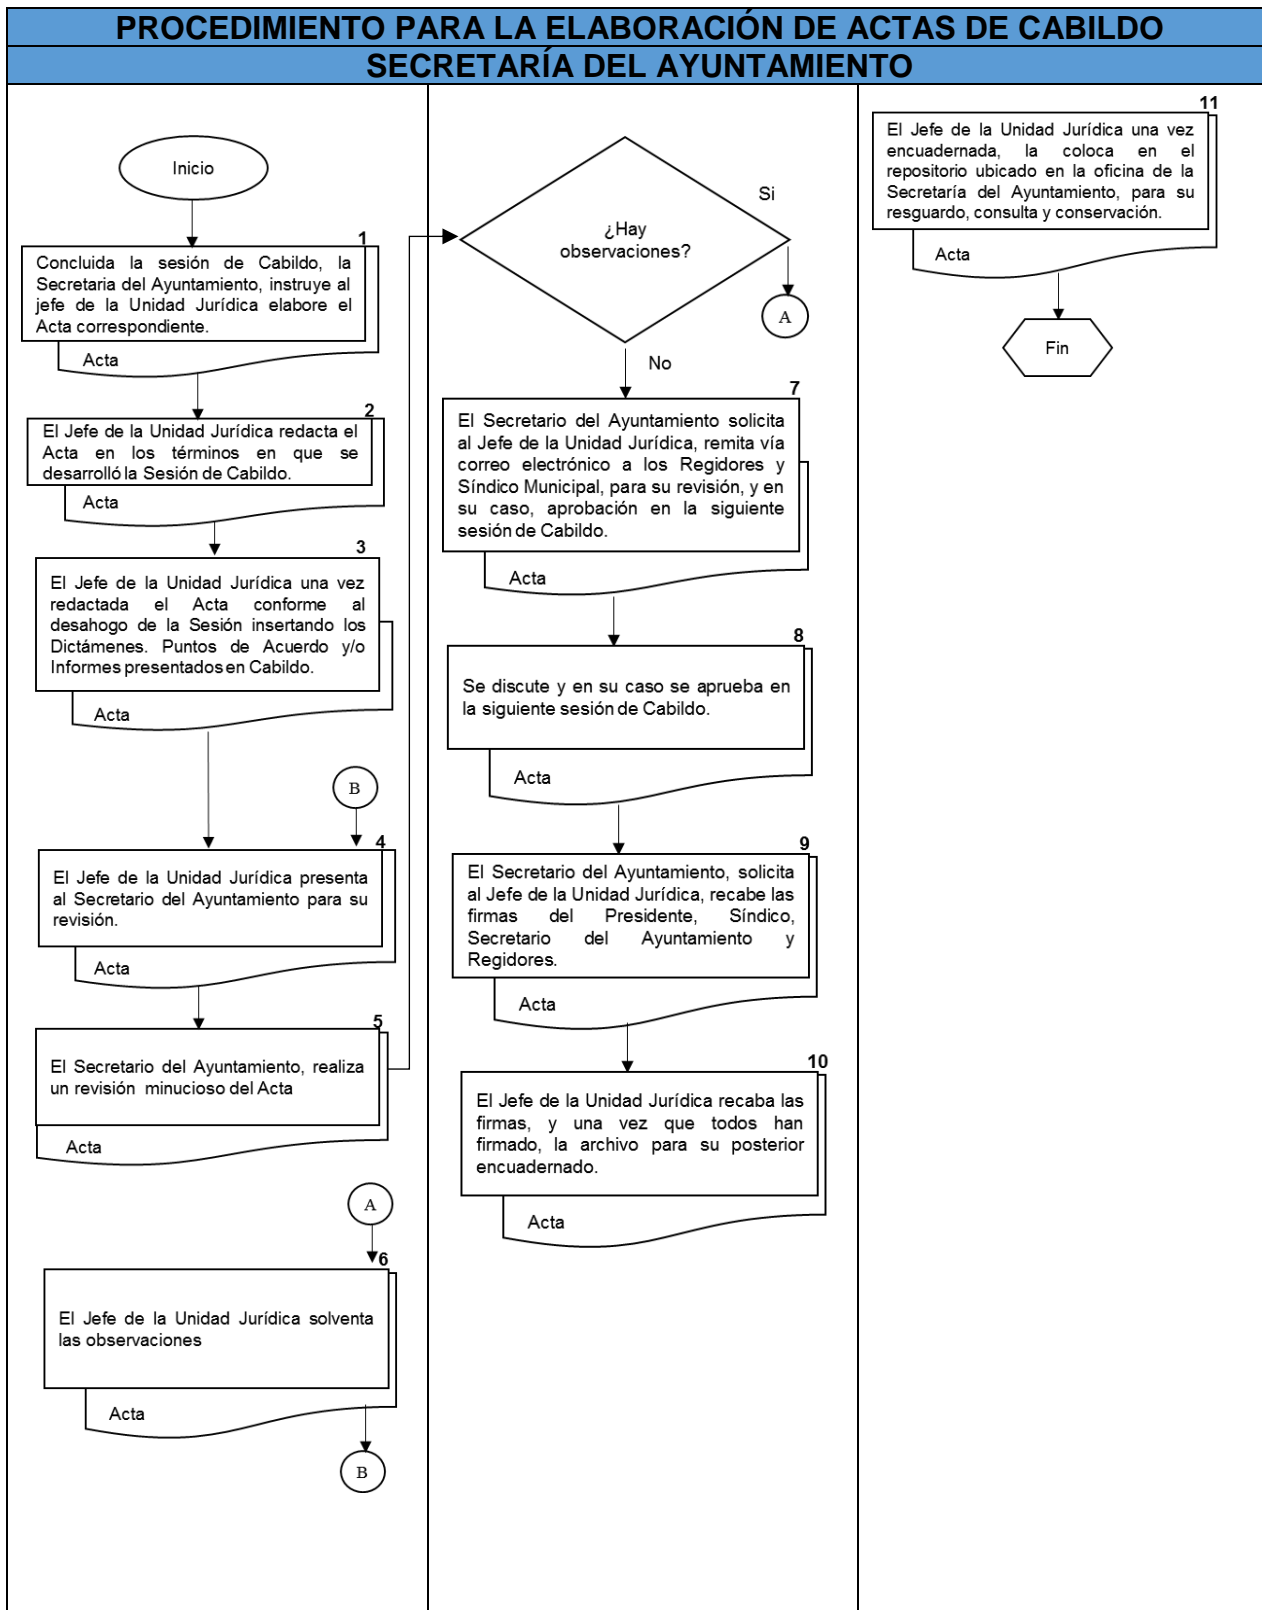 PROCEDIMIENTO PARA LA ELABORACIÓN DE ACTAS DE CABILDO
SECRETARÍA DEL AYUNTAMIENTO
Inicio
1
Concluida la sesión de Cabildo, la
Secretaria del Ayuntamiento, instruye al
jefe de la Unidad Jurídica elabore el
Acta correspondiente.
Acta
2
El Jefe de la Unidad Jurídica redacta el
Acta en los términos en que se
desarrolló la Sesión de Cabildo.
Acta
3
El Jefe de la Unidad Jurídica una vez
redactada el Acta conforme al
desahogo de la Sesión insertando los
Dictámenes. Puntos de Acuerdo y/o
Informes presentados en Cabildo.
Acta
B
4
El Jefe de la Unidad Jurídica presenta
al Secretario del Ayuntamiento para su
revisión.
Acta
5
El Secretario del Ayuntamiento, realiza
un revisión minucioso del Acta
Acta
A
6
El Jefe de la Unidad Jurídica solventa
las observaciones
Acta
B
¿Hay
observaciones?
Si
A
No
7
El Secretario del Ayuntamiento solicita
al Jefe de la Unidad Jurídica, remita vía
correo electrónico a los Regidores y
Síndico Municipal, para su revisión, y en
su caso, aprobación en la siguiente
sesión de Cabildo.
Acta
8
Se discute y en su caso se aprueba en
la siguiente sesión de Cabildo.
Acta
9
El Secretario del Ayuntamiento, solicita
al Jefe de la Unidad Jurídica, recabe las
firmas del Presidente, Síndico,
Secretario del Ayuntamiento y
Regidores.
Acta
10
El Jefe de la Unidad Jurídica recaba las
firmas, y una vez que todos han
firmado, la archivo para su posterior
encuadernado.
Acta
11
El Jefe de la Unidad Jurídica una vez
encuadernada, la coloca en el
repositorio ubicado en la oficina de la
Secretaría del Ayuntamiento, para su
resguardo, consulta y conservación.
Acta
Fin